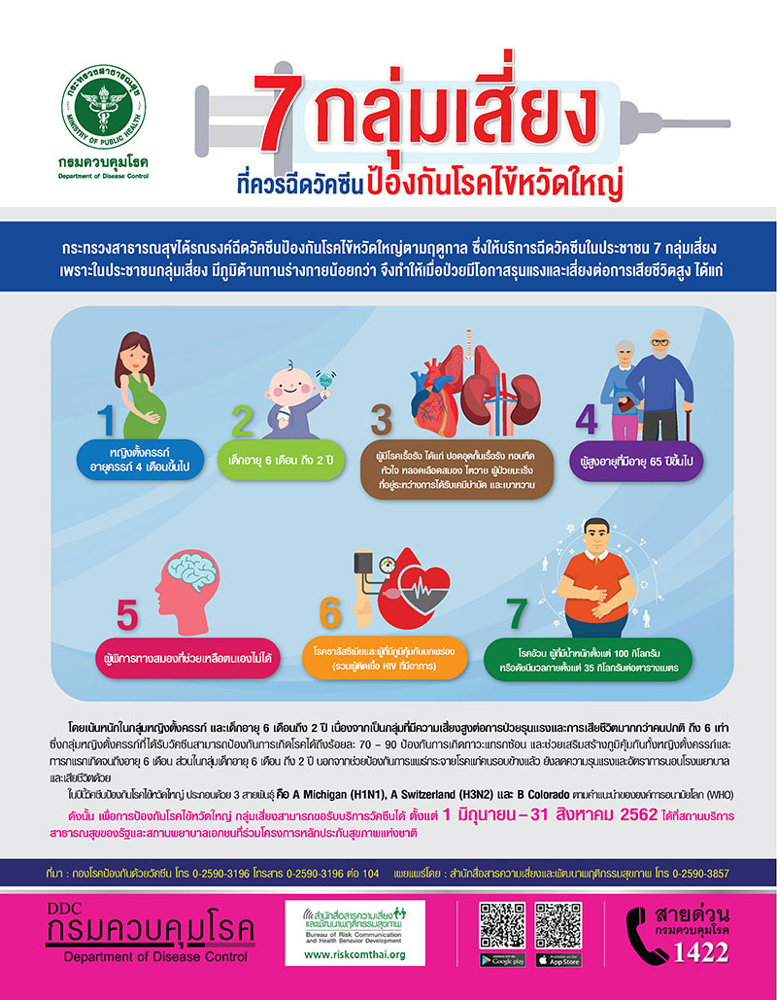 กระทรวงสาธารณสุข
MINISTRY OF PUBLIC HEALTH
กรมควบคุมโรค
Department of Disease Control
7 กลุ่มเสี่ยง
ที่ควรฉีดวัคซีน ป้องกันโรคไข้หวัดใหญ่
กระทรวงสาธารณสุขได้รณรงค์ฉีดวัคซีนป้องกันโรคไข้หวัดใหญ่ตามฤดูกาล ซึ่งให้บริการฉีดวัคซีนในประชาชน 7 กลุ่มเสี่ยง
เพราะในประชาชนกลุ่มเสี่ยง มีภูมิต้านทานร่างกายน้อยกว่า จึงทำให้เมื่อป่วยมีโอกาสรุนแรงและเสี่ยงต่อการเสียชีวิตสูง ได้แก่
1
หญิงตั้งครรภ์
อายุครรภ์ 4 เดือนขึ้นไป
2
เด็กอายุ 6 เดือน ถึง 2 ปี
3
ผู้มีโรคเรื้อรัง ได้แก่ ปอดอุดกั้นเรื้อรัง หอบหืด
หัวใจ หลอดเลือดสมอง ไตวาย ผู้ป่วยมะเร็ง
ที่อยู่ระหว่างการได้รับเคมีบำบัด และเบาหวาน
4
ผู้สูงอายุที่มีอายุ 65 ปีขึ้นไป
5
ผู้พิการทางสมองที่ช่วยเหลือตนเองไม่ได้
6
โรคธาลัสซีเมียและผู้ที่มีภูมิคุ้มกันบกพร่อง
(รวมผู้ติดเชื้อ HIV ที่มีอาการ)
7
โรคอ้วน ผู้ที่มีน้ำหนักตั้งแต่ 100 กิโลกรัม
หรือดัชนีมวลกายตั้งแต่ 35 กิโลกรัมต่อตารางเมตร
โดยเน้นหนักในกลุ่มหญิงตั้งครรภ์ และเด็กอายุ 6 เดือนถึง 2 ปี เนื่องจากเป็นกลุ่มที่มีความเสี่ยงสูงต่อการป่วยรุนแรงและการเสียชีวิตมากกว่าคนปกติ ถึง 6 เท่า
ซึ่งกลุ่มหญิงตั้งครรภ์ที่ได้รับวัคซีนสามารถป้องกันการเกิดโรคได้ถึงร้อยละ 70 – 90 ป้องกันการเกิดภาวะแทรกซ้อน และช่วยเสริมสร้างภูมิคุ้มกันทั้งหญิงตั้งครรภ์และ
ทารกแรกเกิดจนถึงอายุ 6 เดือน ส่วนในกลุ่มเด็กอายุ 6 เดือน ถึง 2 ปี นอกจากช่วยป้องกันการแพร่กระจายโรคแก่คนรอบข้างแล้ว ยังลดความรุนแรงและอัตราการนอนโรงพยาบาล
และเสียชีวิตด้วย
ในปีนี้วัคซีนป้องกันโรคไข้หวัดใหญ่ ประกอบด้วย 3 สายพันธุ์ คือ A Michigan (H1N1), A Switzerland (H3N2) และ B Colorado ตามคำแนะนำขององค์การอนามัยโลก (WHO)
ดังนั้น เพื่อการป้องกันโรคไข้หวัดใหญ่ กลุ่มเสี่ยงสามารถขอรับบริการวัคซีนได้ ตั้งแต่ 1 มิถุนายน – 31 สิงหาคม 2562 ได้ที่สถานบริการ
สาธารณสุขของรัฐและสถานพยาบาลเอกชนที่ร่วมโครงการหลักประกันสุขภาพแห่งชาติ
ที่มา : กองโรคป้องกันด้วยวัคซีน โทร 0-2590-3196 โทรสาร 0-2590-3196 ต่อ 104 เผยแพร่โดย : สำนักสื่อสารความเสี่ยงและพัฒนาพฤติกรรมสุขภาพ โทร 0-2590-3857
DDC
กรมควบคุมโรค
Department of Disease Control
สำนักสื่อสารความเสี่ยง
และพัฒนาพฤติกรรมสุขภาพ
Bureau of Risk Communication
and Health Behavior Development
www.riskcomthai.org
Google play
App Store
สายด่วน
กรมควบคุมโรค
1422